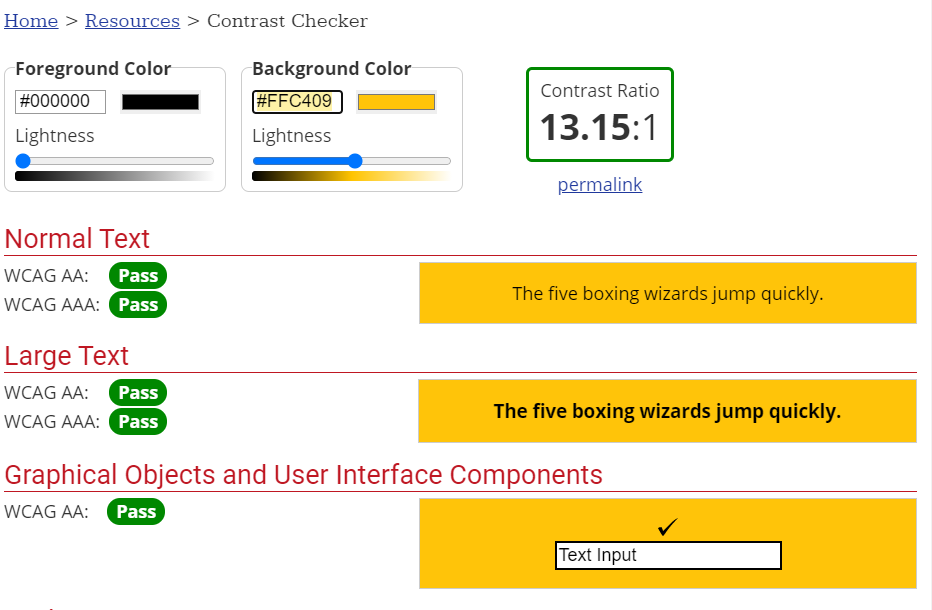 Home > Resources > Contrast Checker
Foreground Color
#000000
Lightness
Background Color
#FFC409
Lightness
Contrast Ratio
13.15:1
permalink
Normal Text
WCAG AA: Pass
WCAG AAA: Pass
The five boxing wizards jump quickly.
Large Text
WCAG AA: Pass
WCAG AAA: Pass
The five boxing wizards jump quickly.
Graphical Objects and User Interface Components
WCAG AA: Pass
✓
Text Input